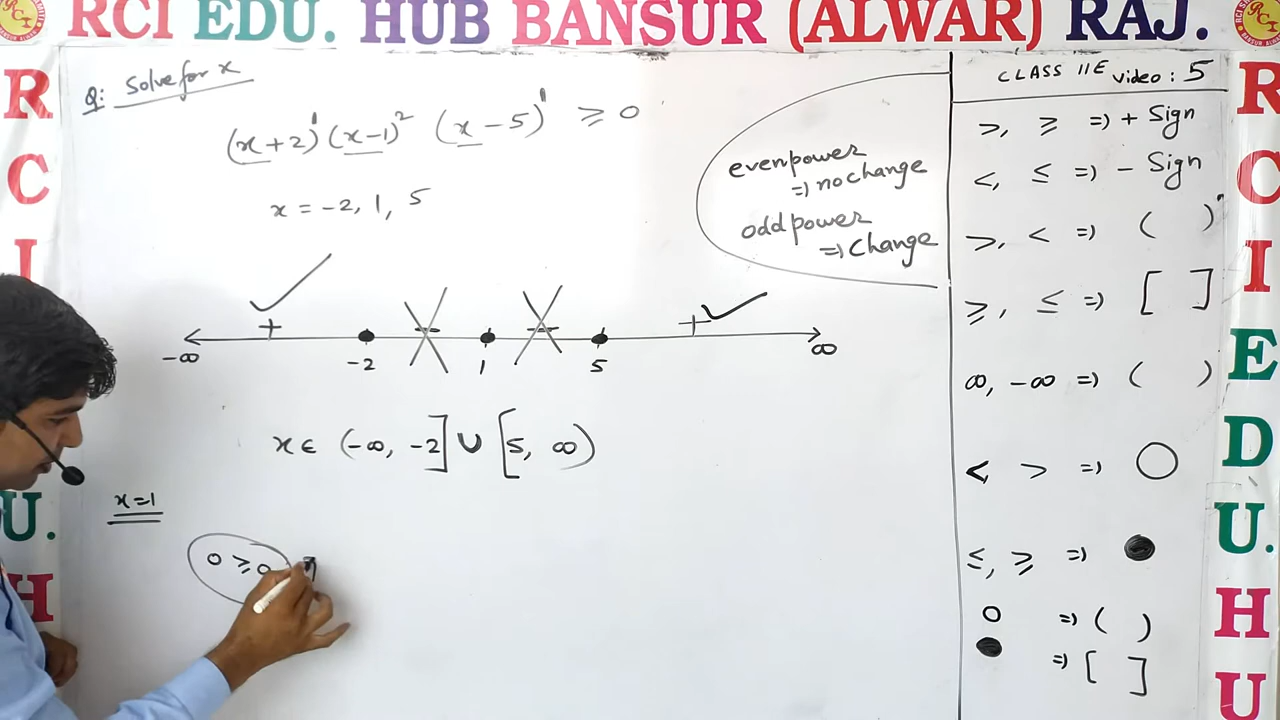 RCI EDU. HUB BANSUR (ALWAR) RAJ.
Q: Solve for x
(x+2)¹ (x-1)² (x-5)¹ ≥ 0
x = -2, 1, 5
even power
⇒ no change
odd power
⇒ Change
+ - - +
-∞ -2 1 5 ∞
x ∈ (-∞, -2] ∪ [5, ∞)
x=1
0 ≥ 0
CLASS 11E video: 5
>, ≥ ⇒ + Sign
<, ≤ ⇒ - Sign
>, < ⇒ ( )
≥, ≤ ⇒ [ ]
∞, -∞ ⇒ ( )
< > ⇒ ○
≤, ≥ ⇒ ●
○ ⇒ ( )
● ⇒ [ ]
R
C
I
U.
H
R
C
I
E
D
U.
H
U